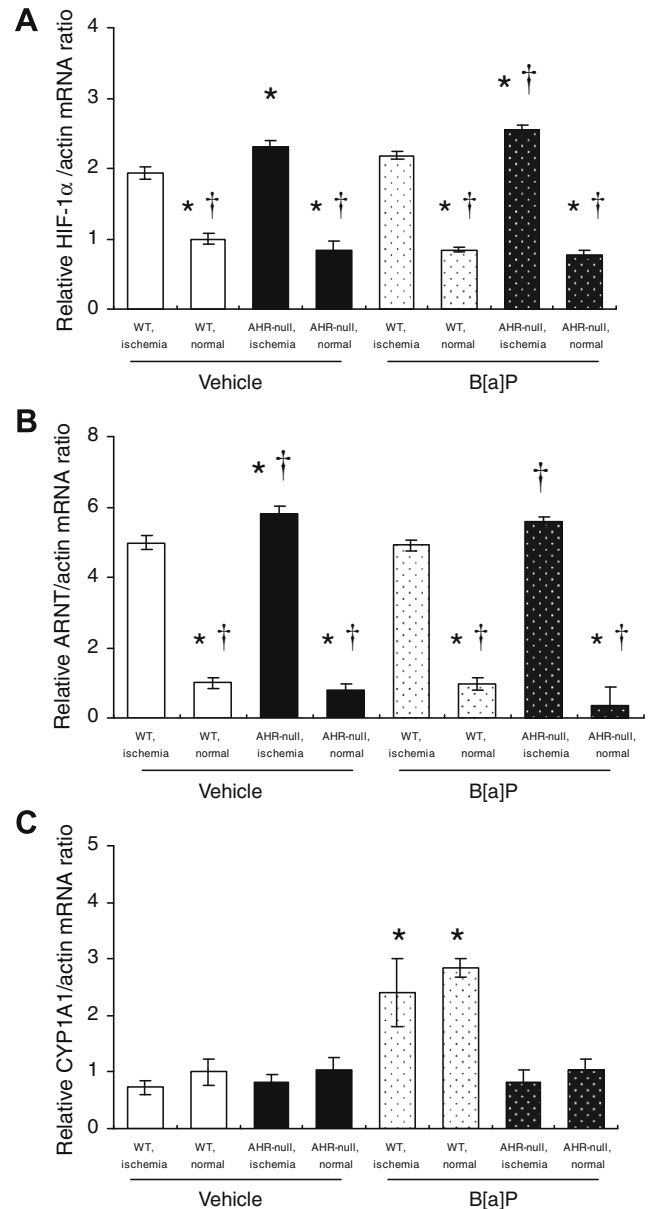 A
Relative HIF-1α /actin mRNA ratio
4
3
2
1
0
*
* †
* †
* †
* †
* †
WT, ischemia
WT, normal
AHR-null, ischemia
AHR-null, normal
WT, ischemia
WT, normal
AHR-null, ischemia
AHR-null, normal
Vehicle
B[a]P
B
Relative ARNT/actin mRNA ratio
8
6
4
2
0
* †
* †
* †
†
* †
* †
WT, ischemia
WT, normal
AHR-null, ischemia
AHR-null, normal
WT, ischemia
WT, normal
AHR-null, ischemia
AHR-null, normal
Vehicle
B[a]P
C
Relative CYP1A1/actin mRNA ratio
5
4
3
2
1
0
*
*
WT, ischemia
WT, normal
AHR-null, ischemia
AHR-null, normal
WT, ischemia
WT, normal
AHR-null, ischemia
AHR-null, normal
Vehicle
B[a]P